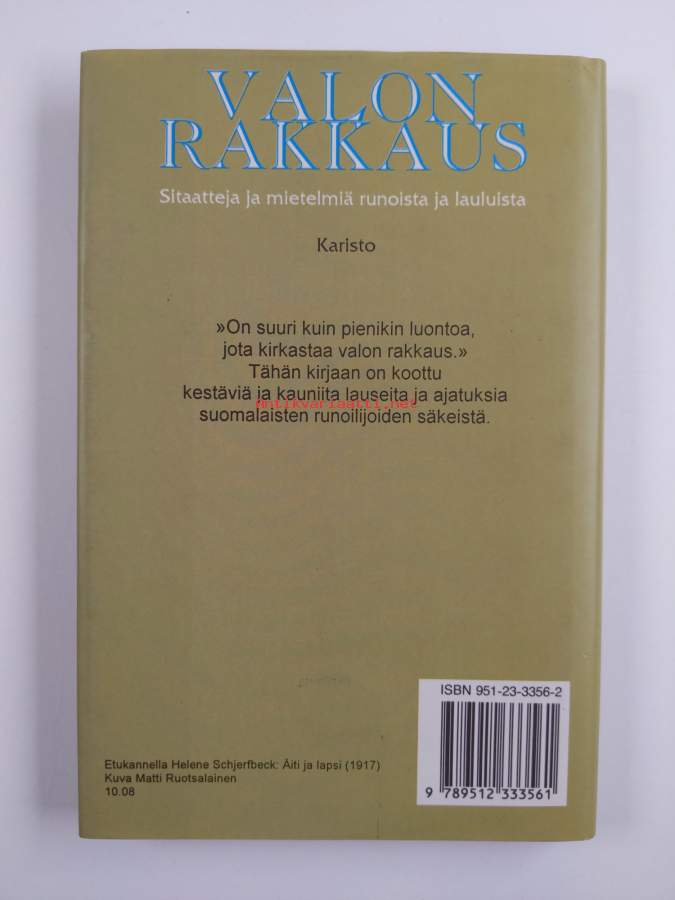 VALON
RAKKAUS
Sitaatteja ja mietelmiä runoista ja lauluista
Karisto
»On suuri kuin pienikin luontoa,
jota kirkastaa valon rakkaus.»
Tähän kirjaan on koottu
kestäviä ja kauniita lauseita ja ajatuksia
antikvariaatti.net
suomalaisten runoilijoiden säkeistä.
ISBN 951-23-3356-2
Etukannella Helene Schjerfbeck: Äiti ja lapsi (1917)
Kuva Matti Ruotsalainen
10.08
9 789512 333561